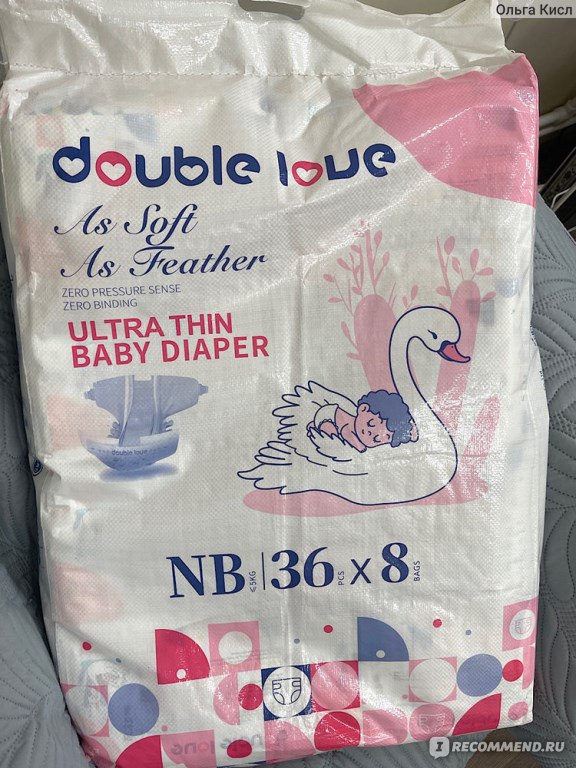 Ольга Кисл
double love
As Soft
As Feather
ZERO PRESSURE SENSE
ZERO BINDING
ULTRA THIN
BABY DIAPER
double love
NB ≤5KG 36 PCS X 8 BAGS
IRECOMMEND.RU